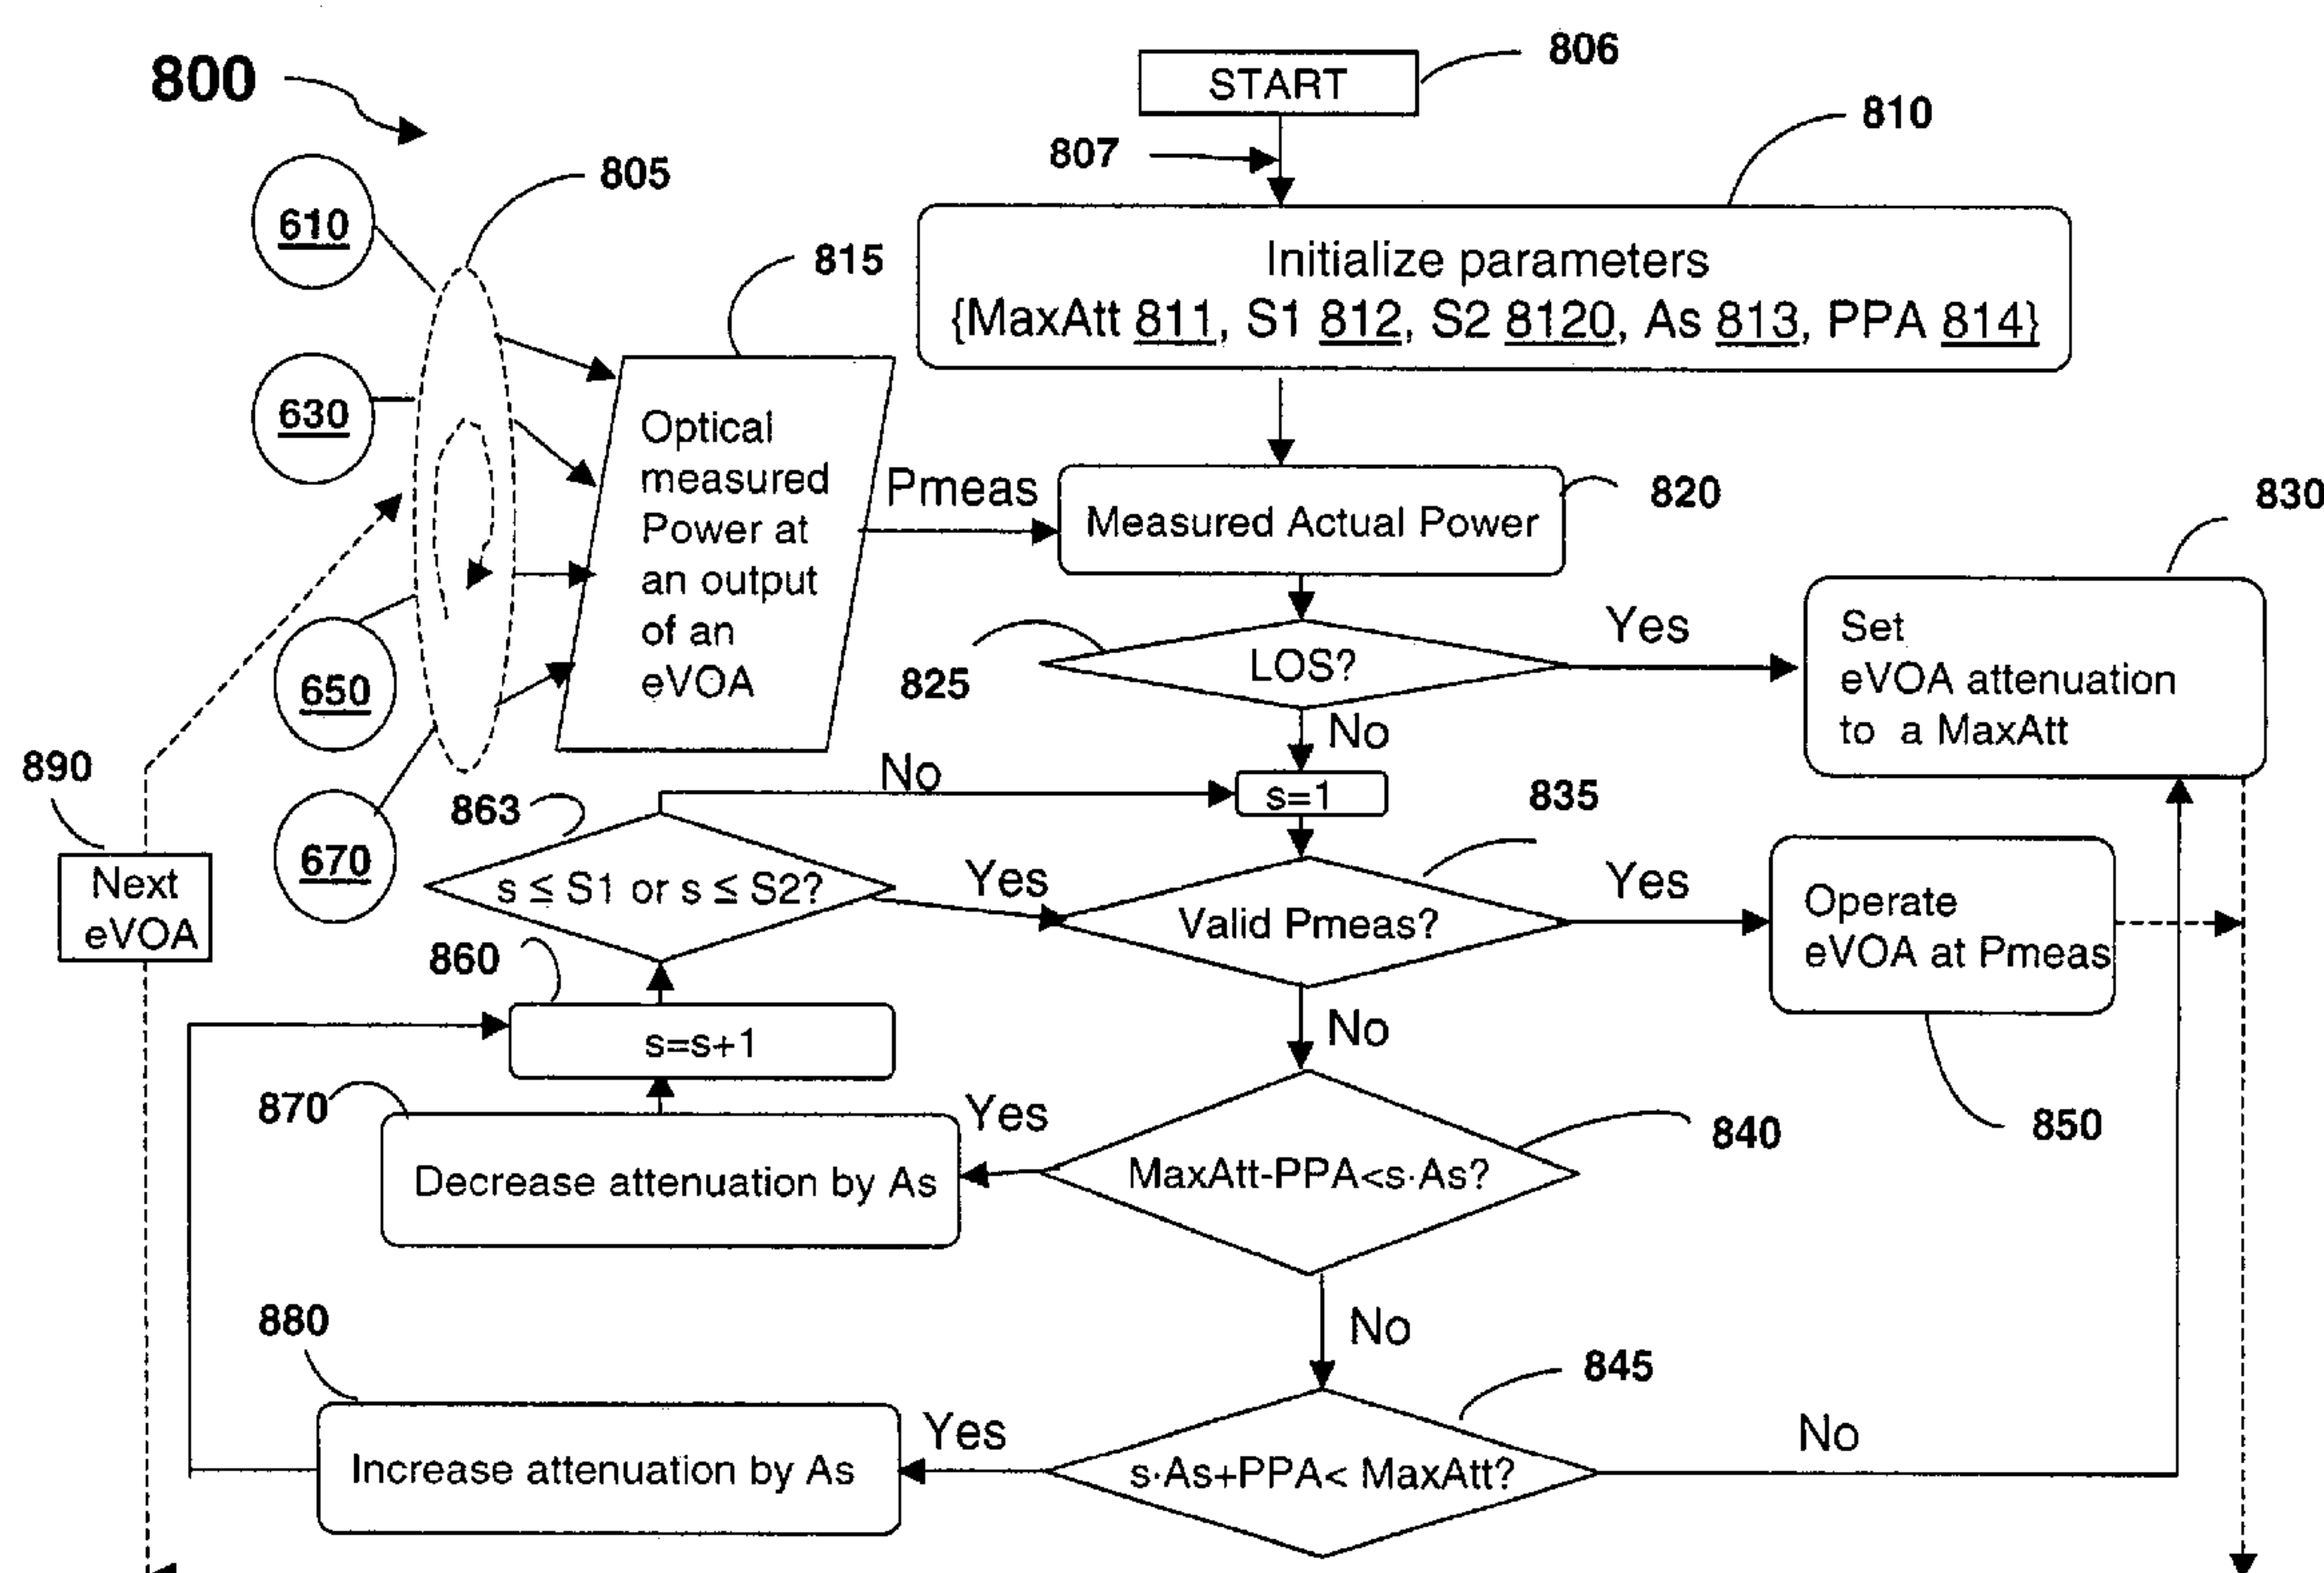 800
START
806
807
810
Initialize parameters
{MaxAtt 811, S1 812, S2 8120, As 813, PPA 814}
610
805
815
630
650
670
Optical
measured
Power at
an output
of an
eVOA
Pmeas
Measured Actual Power
820
830
825
LOS?
Yes
Set
eVOA attenuation
to a MaxAtt
No
s=1
No
863
s ≤ S1 or s ≤ S2?
Yes
835
Valid Pmeas?
Yes
Operate
eVOA at Pmeas
850
890
Next
eVOA
860
s=s+1
No
870
Decrease attenuation by As
Yes
MaxAtt-PPA<s·As?
840
No
880
Increase attenuation by As
Yes
s·As+PPA< MaxAtt?
845
No